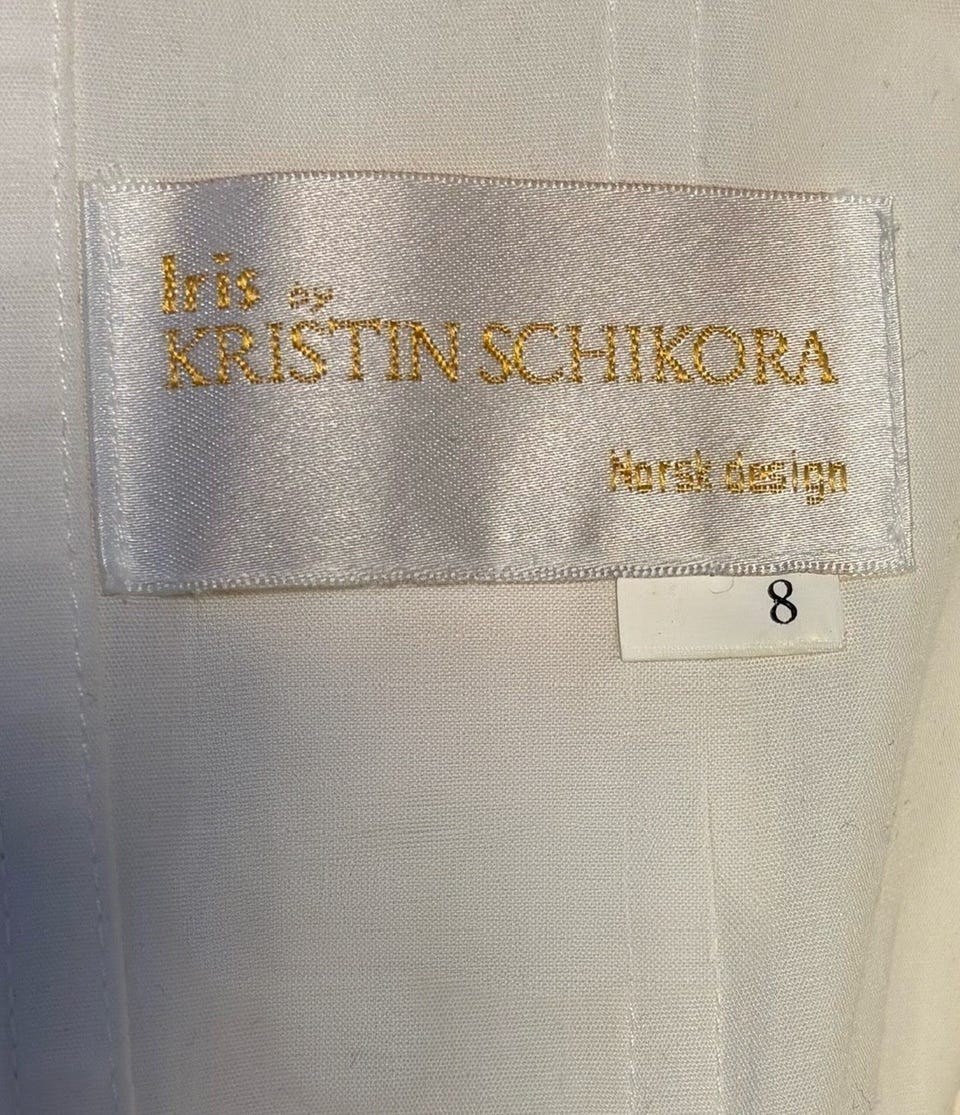 Iris by
KRISTIN SCHIKORA
Norsk design
8